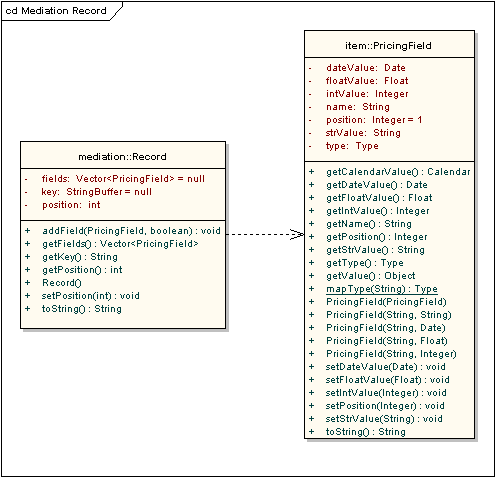 cd Mediation Record
item::PricingField
- dateValue: Date
- floatValue: Float
- intValue: Integer
- name: String
- position: Integer = 1
- strValue: String
- type: Type
+ getCalendarValue() : Calendar
+ getDateValue() : Date
+ getFloatValue() : Float
+ getIntValue() : Integer
+ getName() : String
+ getPosition() : Integer
+ getStrValue() : String
+ getType() : Type
+ getValue() : Object
+ mapType(String) : Type
+ PricingField(PricingField)
+ PricingField(String, String)
+ PricingField(String, Date)
+ PricingField(String, Float)
+ PricingField(String, Integer)
+ setDateValue(Date) : void
+ setFloatValue(Float) : void
+ setIntValue(Integer) : void
+ setPosition(Integer) : void
+ setStrValue(String) : void
+ toString() : String
mediation::Record
- fields: Vector<PricingField> = null
- key: StringBuffer = null
- position: int
+ addField(PricingField, boolean) : void
+ getFields() : Vector<PricingField>
+ getKey() : String
+ getPosition() : int
+ Record()
+ setPosition(int) : void
+ toString() : String